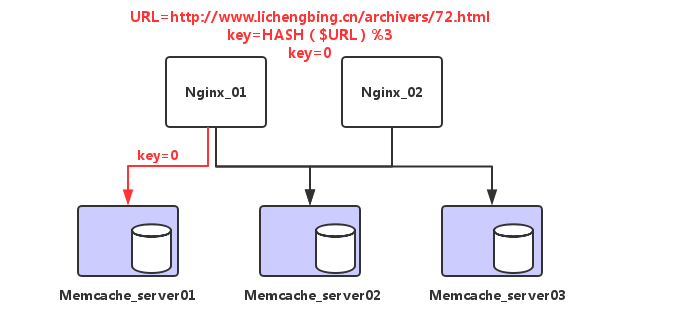 URL=http://www.lichengbing.cn/archivers/72.html
key=HASH（$URL）%3
key=0
Nginx_01
Nginx_02
key=0
Memcache_server01
Memcache_server02
Memcache_server03